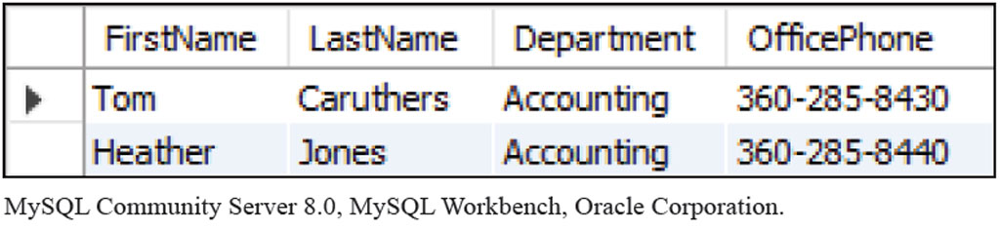 FirstName LastName Department OfficePhone
Tom Caruthers Accounting 360-285-8430
Heather Jones Accounting 360-285-8440
MySQL Community Server 8.0, MySQL Workbench, Oracle Corporation.